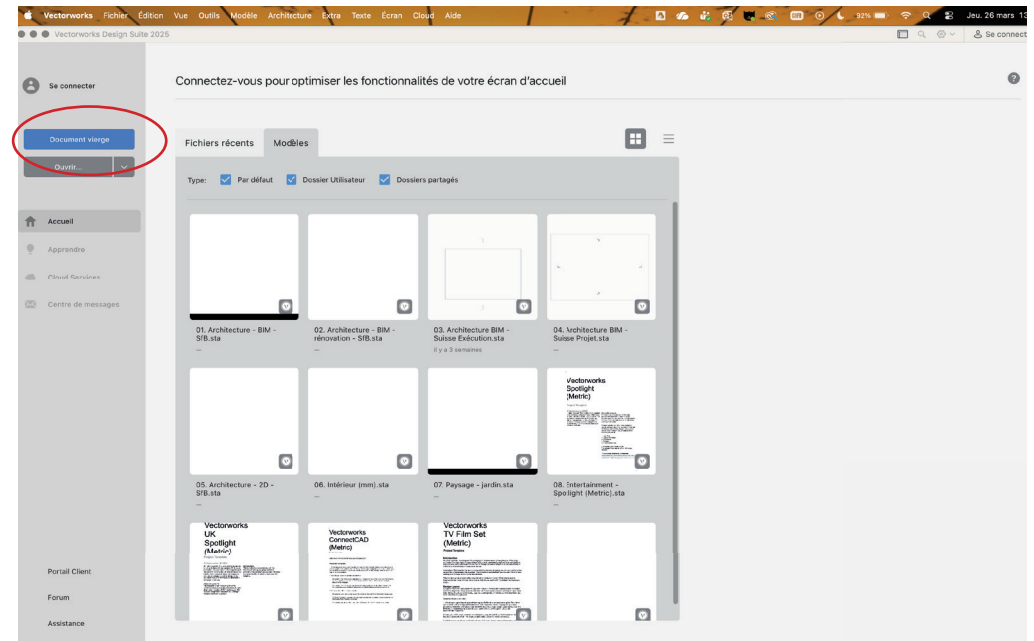 Vectorworks Fichier Édition Vue Outils Modèle Architecture Extra Texte Écran Cloud Aide 92% Jeu. 26 mars 13
Vectorworks Design Suite 2025 Se connect
Se connecter
Connectez-vous pour optimiser les fonctionnalités de votre écran d'accueil
Document vierge
Ouvrir...
Fichiers récents Modèles
Type: Par défaut Dossier Utilisateur Dossiers partagés
Accueil
Apprendre
Cloud Services
Centre de messages
01. Architecture - BIM -
SfB.sta
02. Architecture - BIM -
rénovation - SfB.sta
03. Architecture BIM -
Suisse Exécution.sta
il y a 3 semaines
04. Architecture BIM -
Suisse Projet.sta
Vectorworks
Spotlight
(Metric)
05. Architecture - 2D -
SfB.sta
06. Intérieur (mm).sta
07. Paysage - jardin.sta
08. Entertainment -
Spotlight (Metric).sta
Vectorworks
UK
Spotlight
(Metric)
Vectorworks
ConnectCAD
(Metric)
Vectorworks
TV Film Set
(Metric)
Project Template
Portail Client
Forum
Assistance